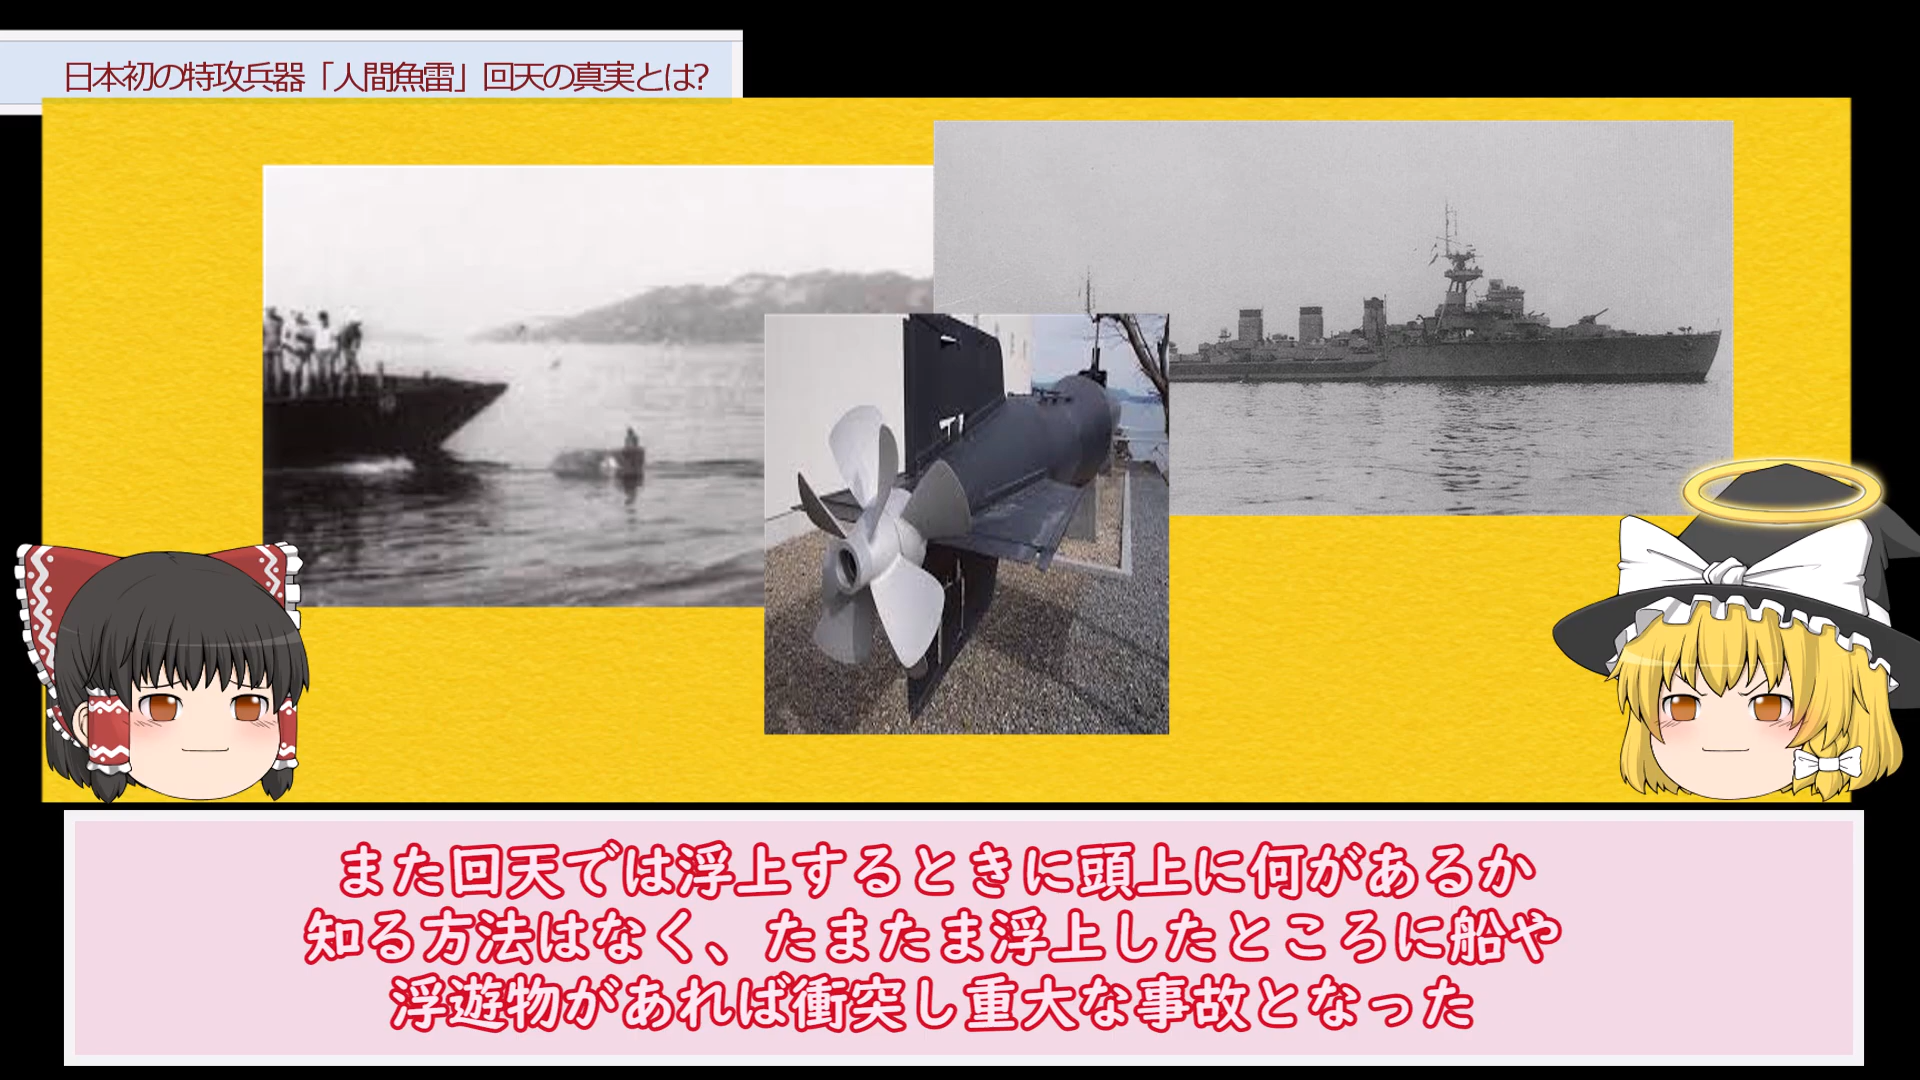 日本初の特攻兵器「人間魚雷」回天の真実とは?
また回天では浮上するときに頭上に何があるか
知る方法はなく、たまたま浮上したところに船や
浮遊物があれば衝突し重大な事故となった